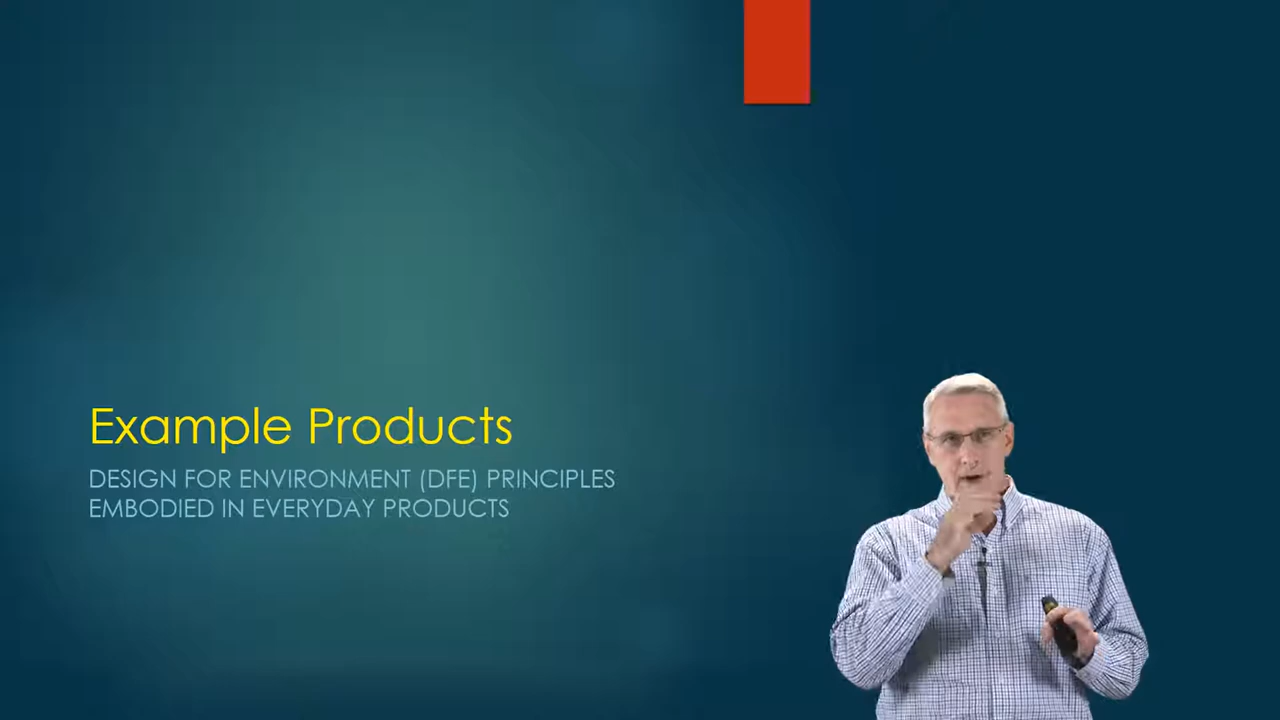 Example Products
DESIGN FOR ENVIRONMENT (DFE) PRINCIPLES
EMBODIED IN EVERYDAY PRODUCTS